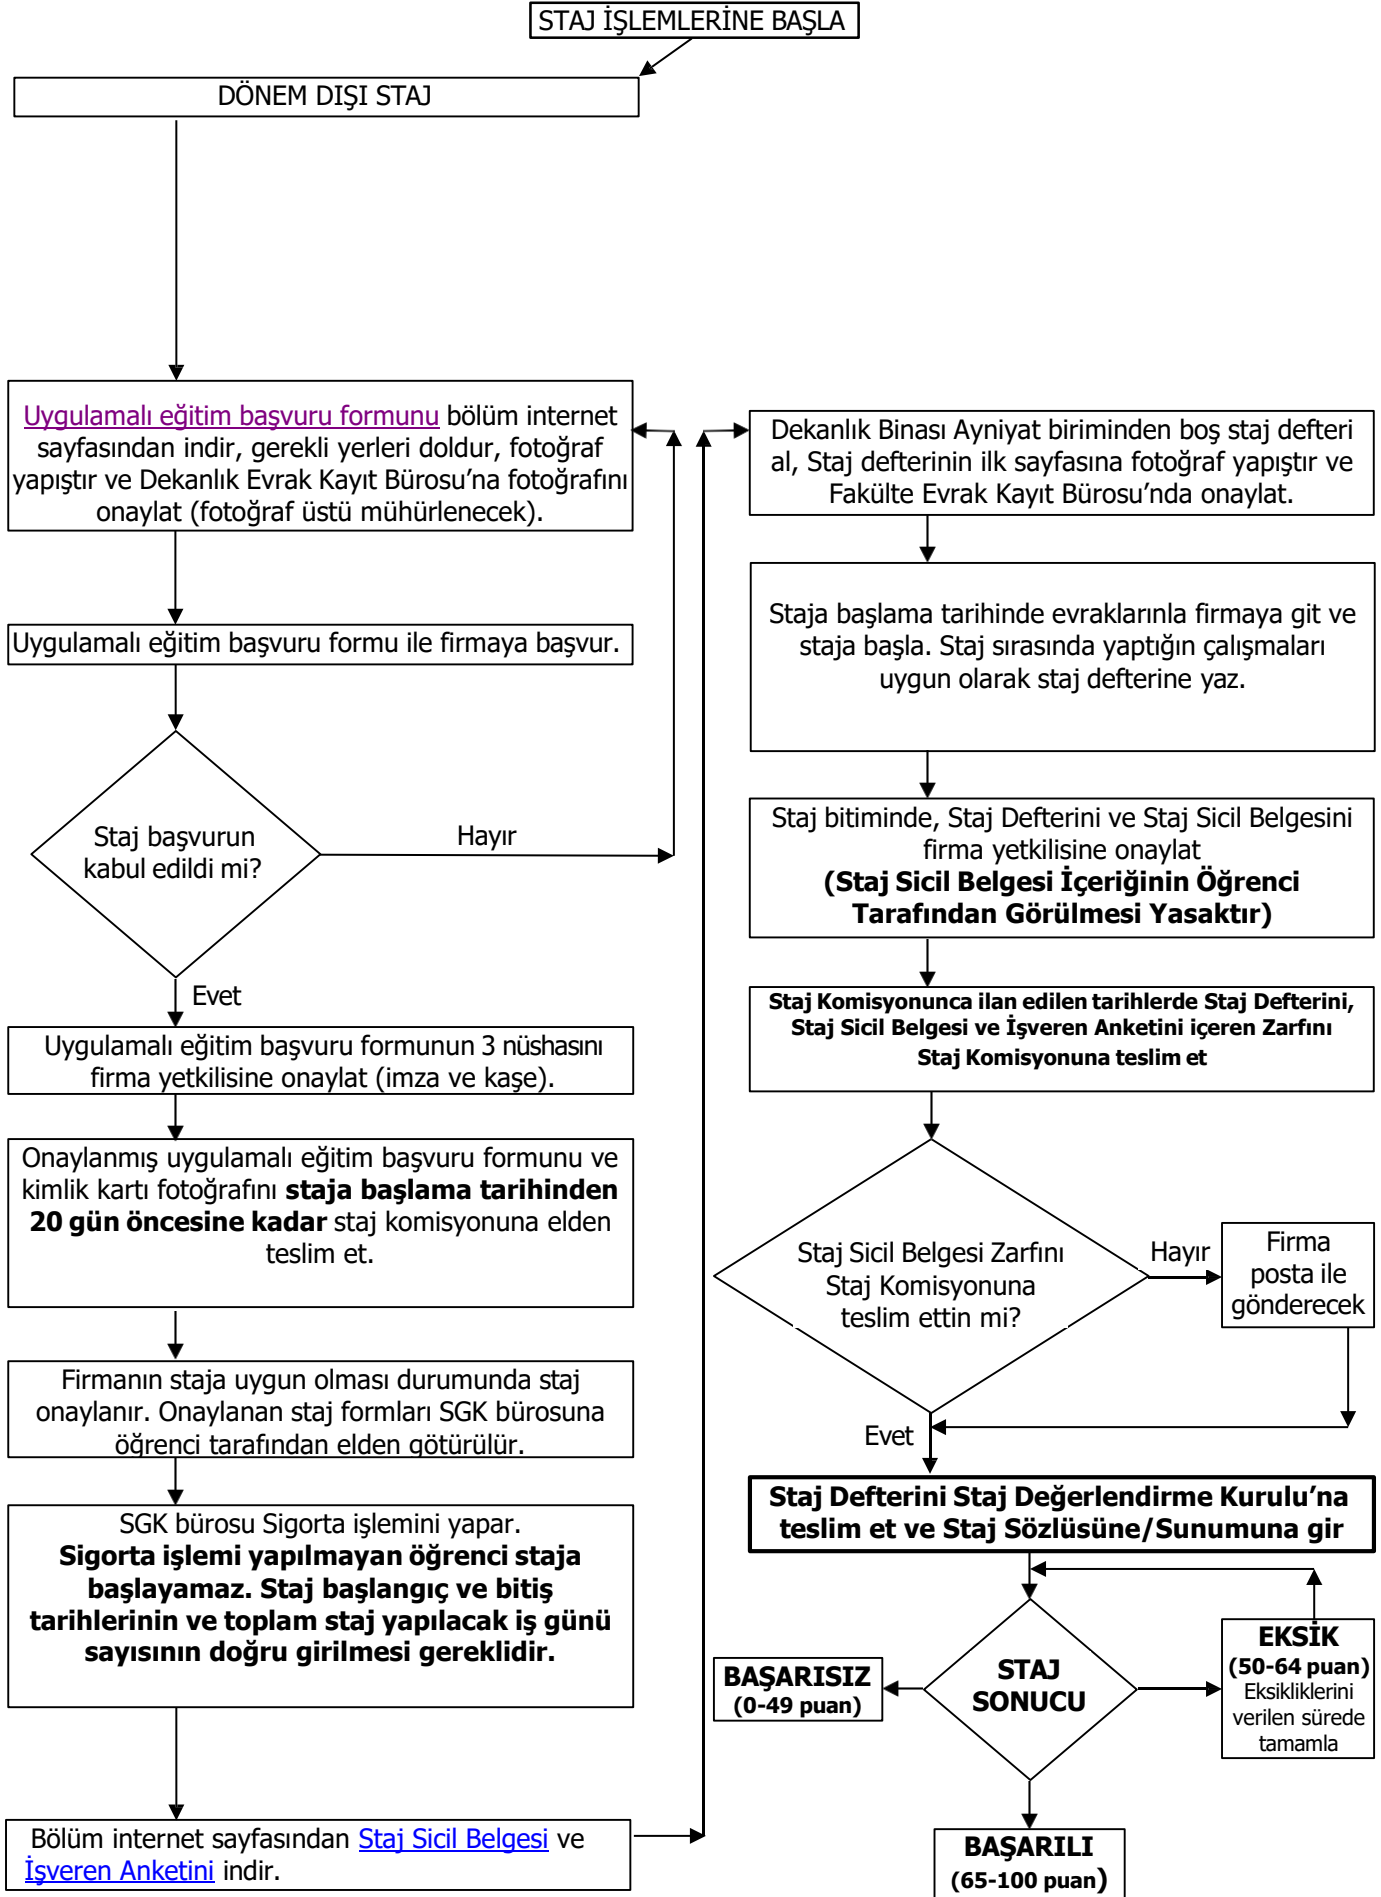 STAJ İŞLEMLERİNE BAŞLA
DÖNEM DIŞI STAJ
Uygulamalı eğitim başvuru formunu bölüm internet
sayfasından indir, gerekli yerleri doldur, fotoğraf
yapıştır ve Dekanlık Evrak Kayıt Bürosu’na fotoğrafını
onaylat (fotoğraf üstü mühürlenecek).
Uygulamalı eğitim başvuru formu ile firmaya başvur.
Staj başvurun
kabul edildi mi?
Hayır
Evet
Uygulamalı eğitim başvuru formunun 3 nüshasını
firma yetkilisine onaylat (imza ve kaşe).
Onaylanmış uygulamalı eğitim başvuru formunu ve
kimlik kartı fotoğrafını staja başlama tarihinden
20 gün öncesine kadar staj komisyonuna elden
teslim et.
Firmanın staja uygun olması durumunda staj
onaylanır. Onaylanan staj formları SGK bürosuna
öğrenci tarafından elden götürülür.
SGK bürosu Sigorta işlemini yapar.
Sigorta işlemi yapılmayan öğrenci staja
başlayamaz. Staj başlangıç ve bitiş
tarihlerinin ve toplam staj yapılacak iş günü
sayısının doğru girilmesi gereklidir.
Bölüm internet sayfasından Staj Sicil Belgesi ve
İşveren Anketini indir.
Dekanlık Binası Ayniyat biriminden boş staj defteri
al, Staj defterinin ilk sayfasına fotoğraf yapıştır ve
Fakülte Evrak Kayıt Bürosu’nda onaylat.
Staja başlama tarihinde evraklarınla firmaya git ve
staja başla. Staj sırasında yaptığın çalışmaları
uygun olarak staj defterine yaz.
Staj bitiminde, Staj Defterini ve Staj Sicil Belgesini
firma yetkilisine onaylat
(Staj Sicil Belgesi İçeriğinin Öğrenci
Tarafından Görülmesi Yasaktır)
Staj Komisyonunca ilan edilen tarihlerde Staj Defterini,
Staj Sicil Belgesi ve İşveren Anketini içeren Zarfını
Staj Komisyonuna teslim et
Staj Sicil Belgesi Zarfını
Staj Komisyonuna
teslim ettin mi?
Hayır
Firma
posta ile
gönderecek
Evet
Staj Defterini Staj Değerlendirme Kurulu’na
teslim et ve Staj Sözlüsüne/Sunumuna gir
STAJ
SONUCU
BAŞARISIZ
(0-49 puan)
EKSİK
(50-64 puan)
Eksikliklerini
verilen sürede
tamamla
BAŞARILI
(65-100 puan)